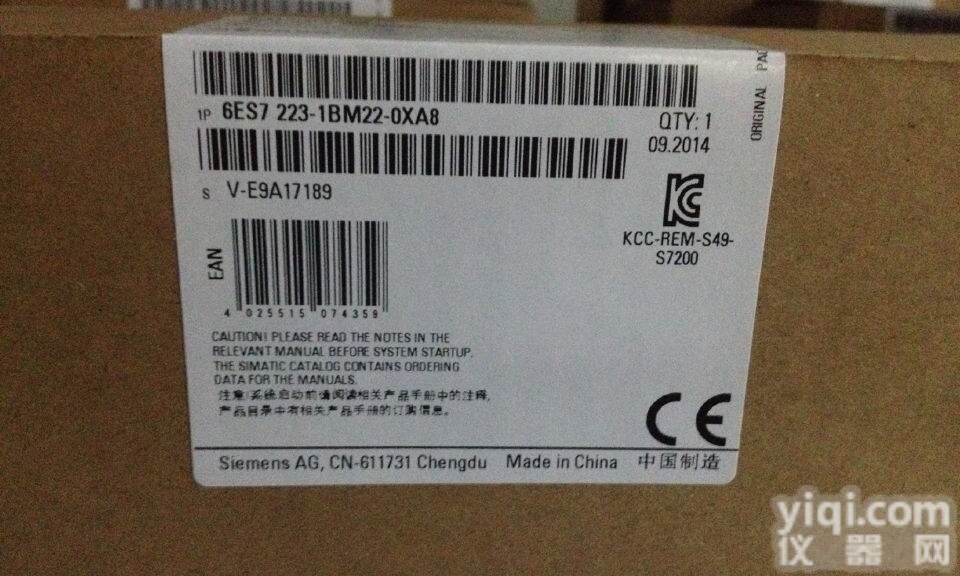 1P 6ES7 223-1BM22-0XA8
QTY: 1
09.2014
ORIGINAL
S V-E9A17189
KCC-REM-S49-
S7200
EAN
4 025515 074359
CAUTION! PLEASE READ THE NOTES IN THE
RELEVANT MANUAL BEFORE SYSTEM STARTUP.
THE SIMATIC CATALOG CONTAINS ORDERING
DATA FOR THE MANUALS.
注意!系统启动前请阅读相关产品手册中的注释,
产品目录中有相关产品手册的订购信息。
CE
Siemens AG, CN-611731 Chengdu Made in China 中国制造
yiqi.com
仪器网